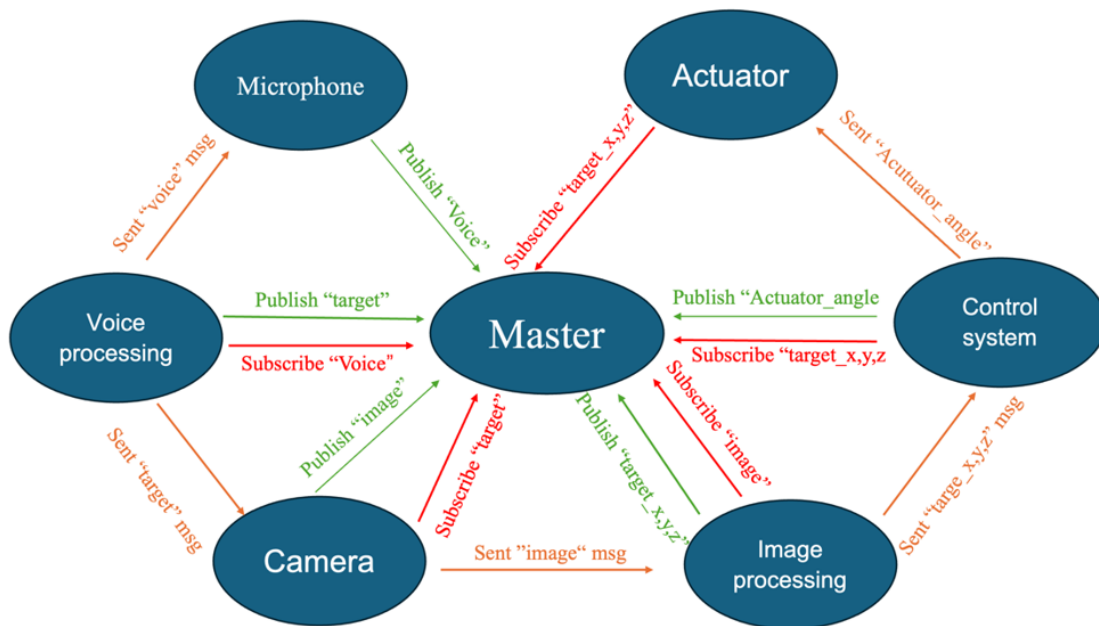 Microphone
Actuator
Sent “voice” msg
Publish “Voice”
Subscribe “target_x,y,z”
Sent “Acutuator_angle”
Voice
processing
Publish “target”
Subscribe “Voice"
Master
Publish “Actuator_angle
Subscribe “target_x,y,z
Control
system
Sent “target” msg
Publish “image”
Subscribe “target”
Publish “target_x,y,z”
Subscribe “image”
Sent “targe_x,y,z” msg
Camera
Sent ”image“ msg
Image
processing